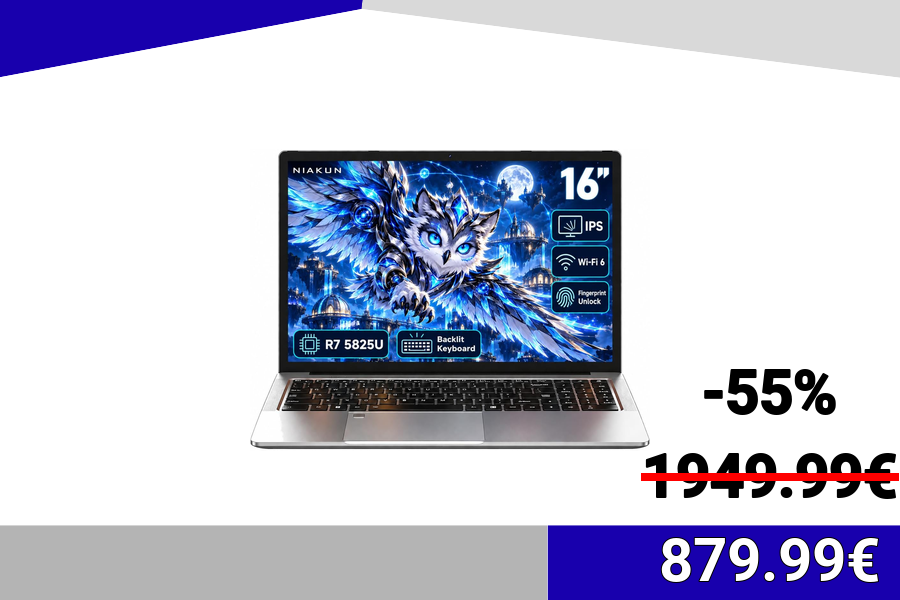 NIAKUN
16"
IPS
Wi-Fi 6
Fingerprint
Unlock
R7 5825U
Backlit
Keyboard
-55%
1949.99€
879.99€